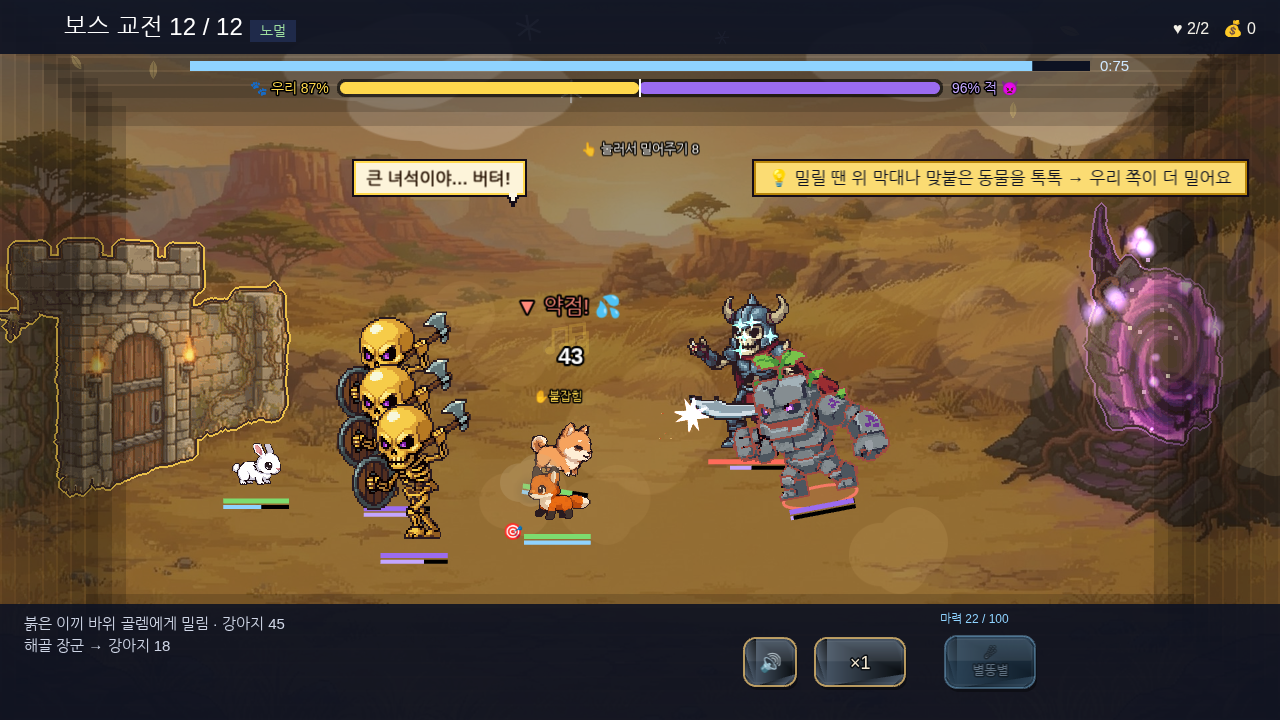 보스 교전 12 / 12
노멀
♥ 2/2
💰 0
0:75
🐾 우리 87%
96% 적 😈
👆 눌러서 밀어주기 8
큰 녀석이야... 버텨!
💡 밀릴 땐 위 막대나 맞붙은 동물을 톡톡 → 우리 쪽이 더 밀어요
▼ 약점! 💦
43
✋붙잡힘
붉은 이끼 바위 골렘에게 밀림 · 강아지 45
해골 장군 → 강아지 18
마력 22 / 100
×1
별똥별